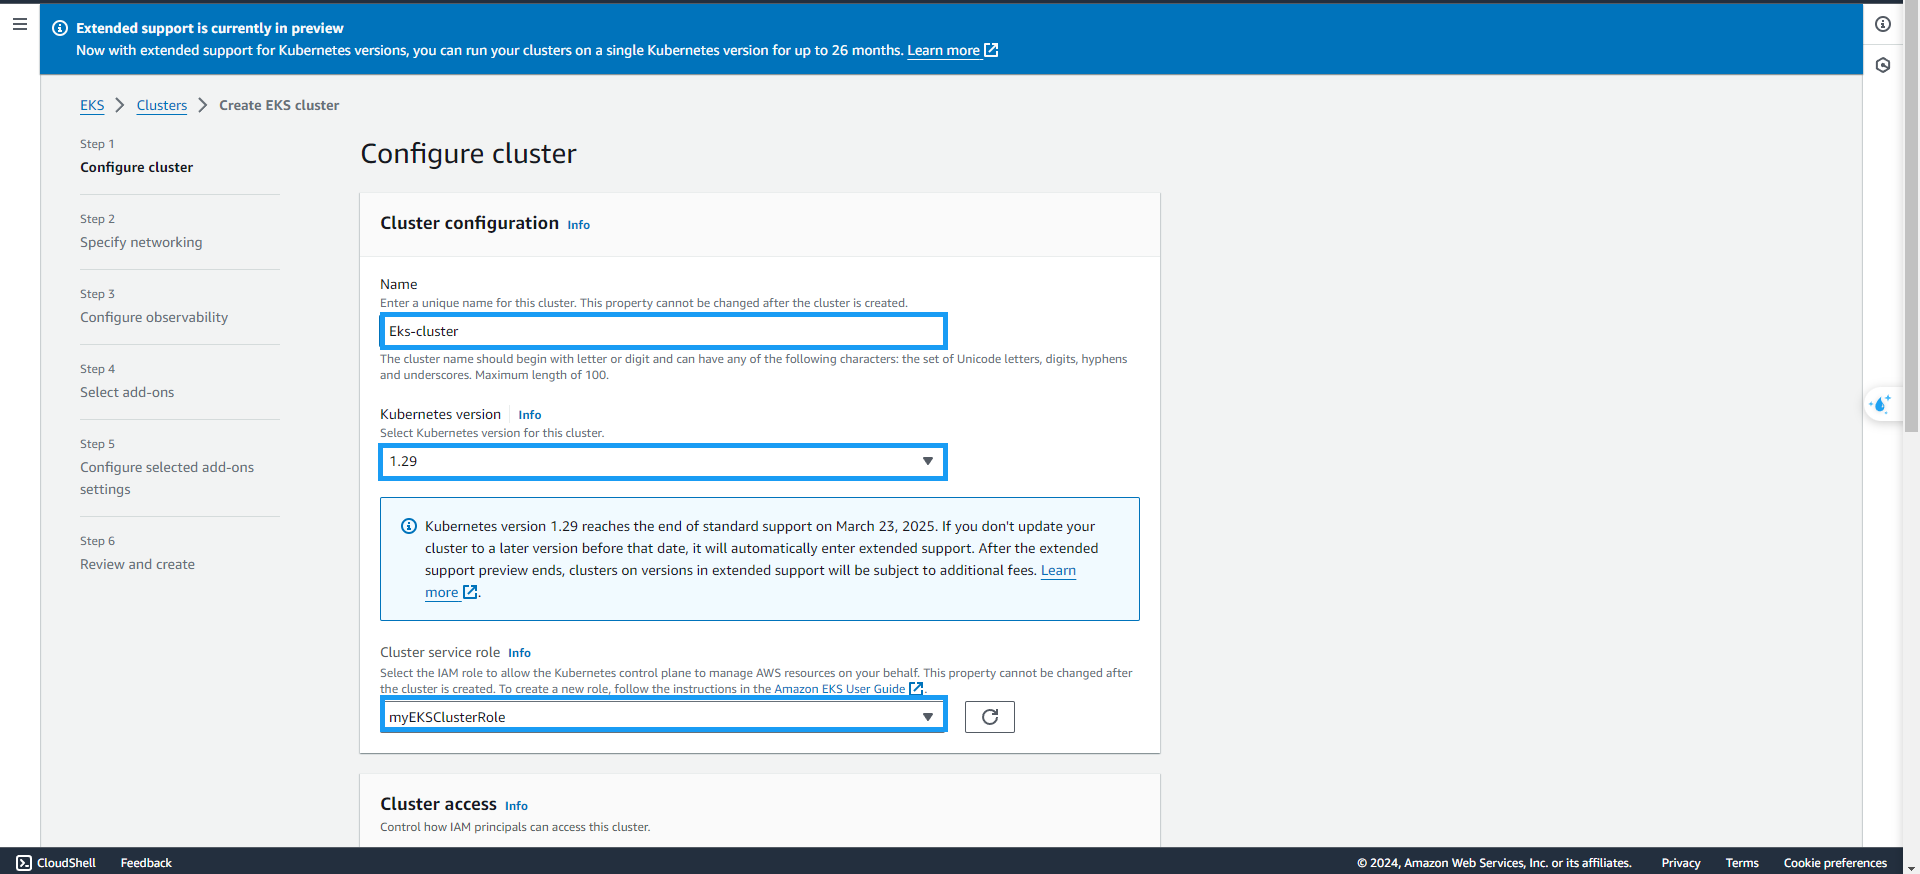 Extended support is currently in preview
Now with extended support for Kubernetes versions, you can run your clusters on a single Kubernetes version for up to 26 months. Learn more
EKS > Clusters > Create EKS cluster
Step 1
Configure cluster
Step 2
Specify networking
Step 3
Configure observability
Step 4
Select add-ons
Step 5
Configure selected add-ons
settings
Step 6
Review and create
Configure cluster
Cluster configuration Info
Name
Enter a unique name for this cluster. This property cannot be changed after the cluster is created.
Eks-cluster
The cluster name should begin with letter or digit and can have any of the following characters: the set of Unicode letters, digits, hyphens
and underscores. Maximum length of 100.
Kubernetes version Info
Select Kubernetes version for this cluster.
1.29
Kubernetes version 1.29 reaches the end of standard support on March 23, 2025. If you don't update your
cluster to a later version before that date, it will automatically enter extended support. After the extended
support preview ends, clusters on versions in extended support will be subject to additional fees. Learn
more.
Cluster service role Info
Select the IAM role to allow the Kubernetes control plane to manage AWS resources on your behalf. This property cannot be changed after
the cluster is created. To create a new role, follow the instructions in the Amazon EKS User Guide.
myEKSClusterRole
Cluster access Info
Control how IAM principals can access this cluster.
CloudShell Feedback © 2024, Amazon Web Services, Inc. or its affiliates. Privacy Terms Cookie preferences